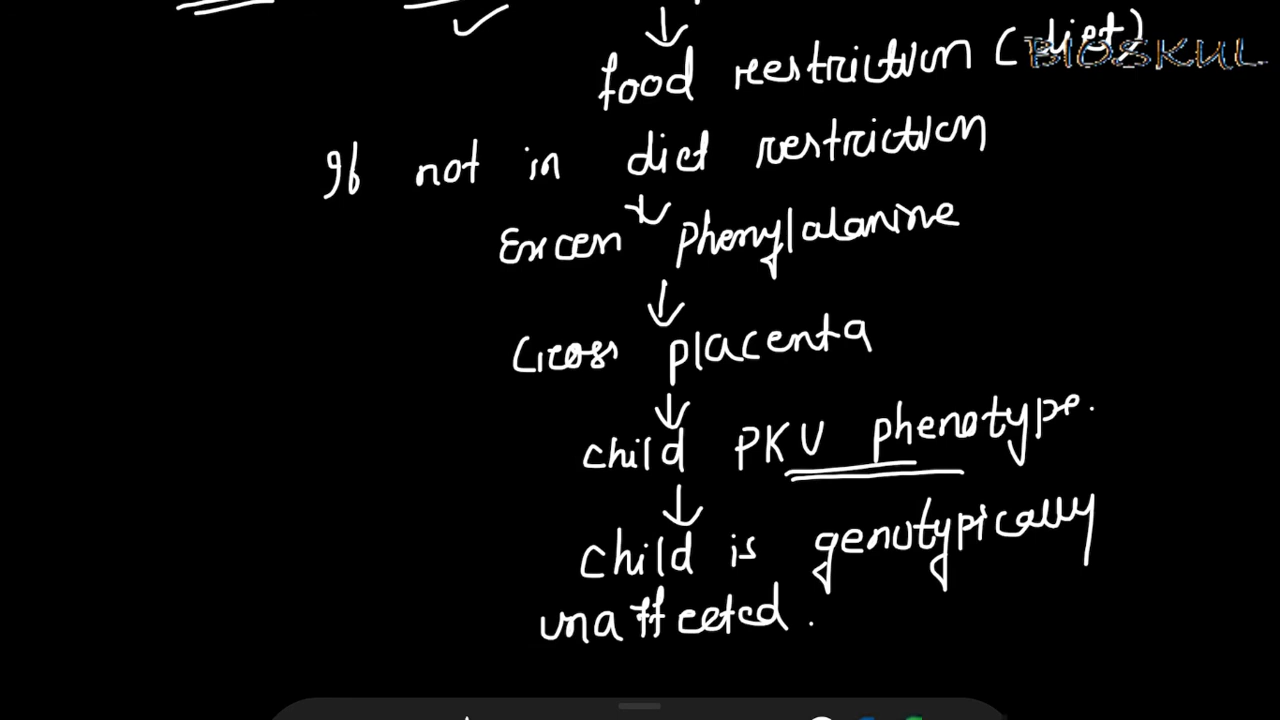 food restriction (diet)
BIOSKUL
If not in diet restriction
Excess phenylalanine
Cross placenta
child PKU phenotype.
child is genotypically
unaffected.